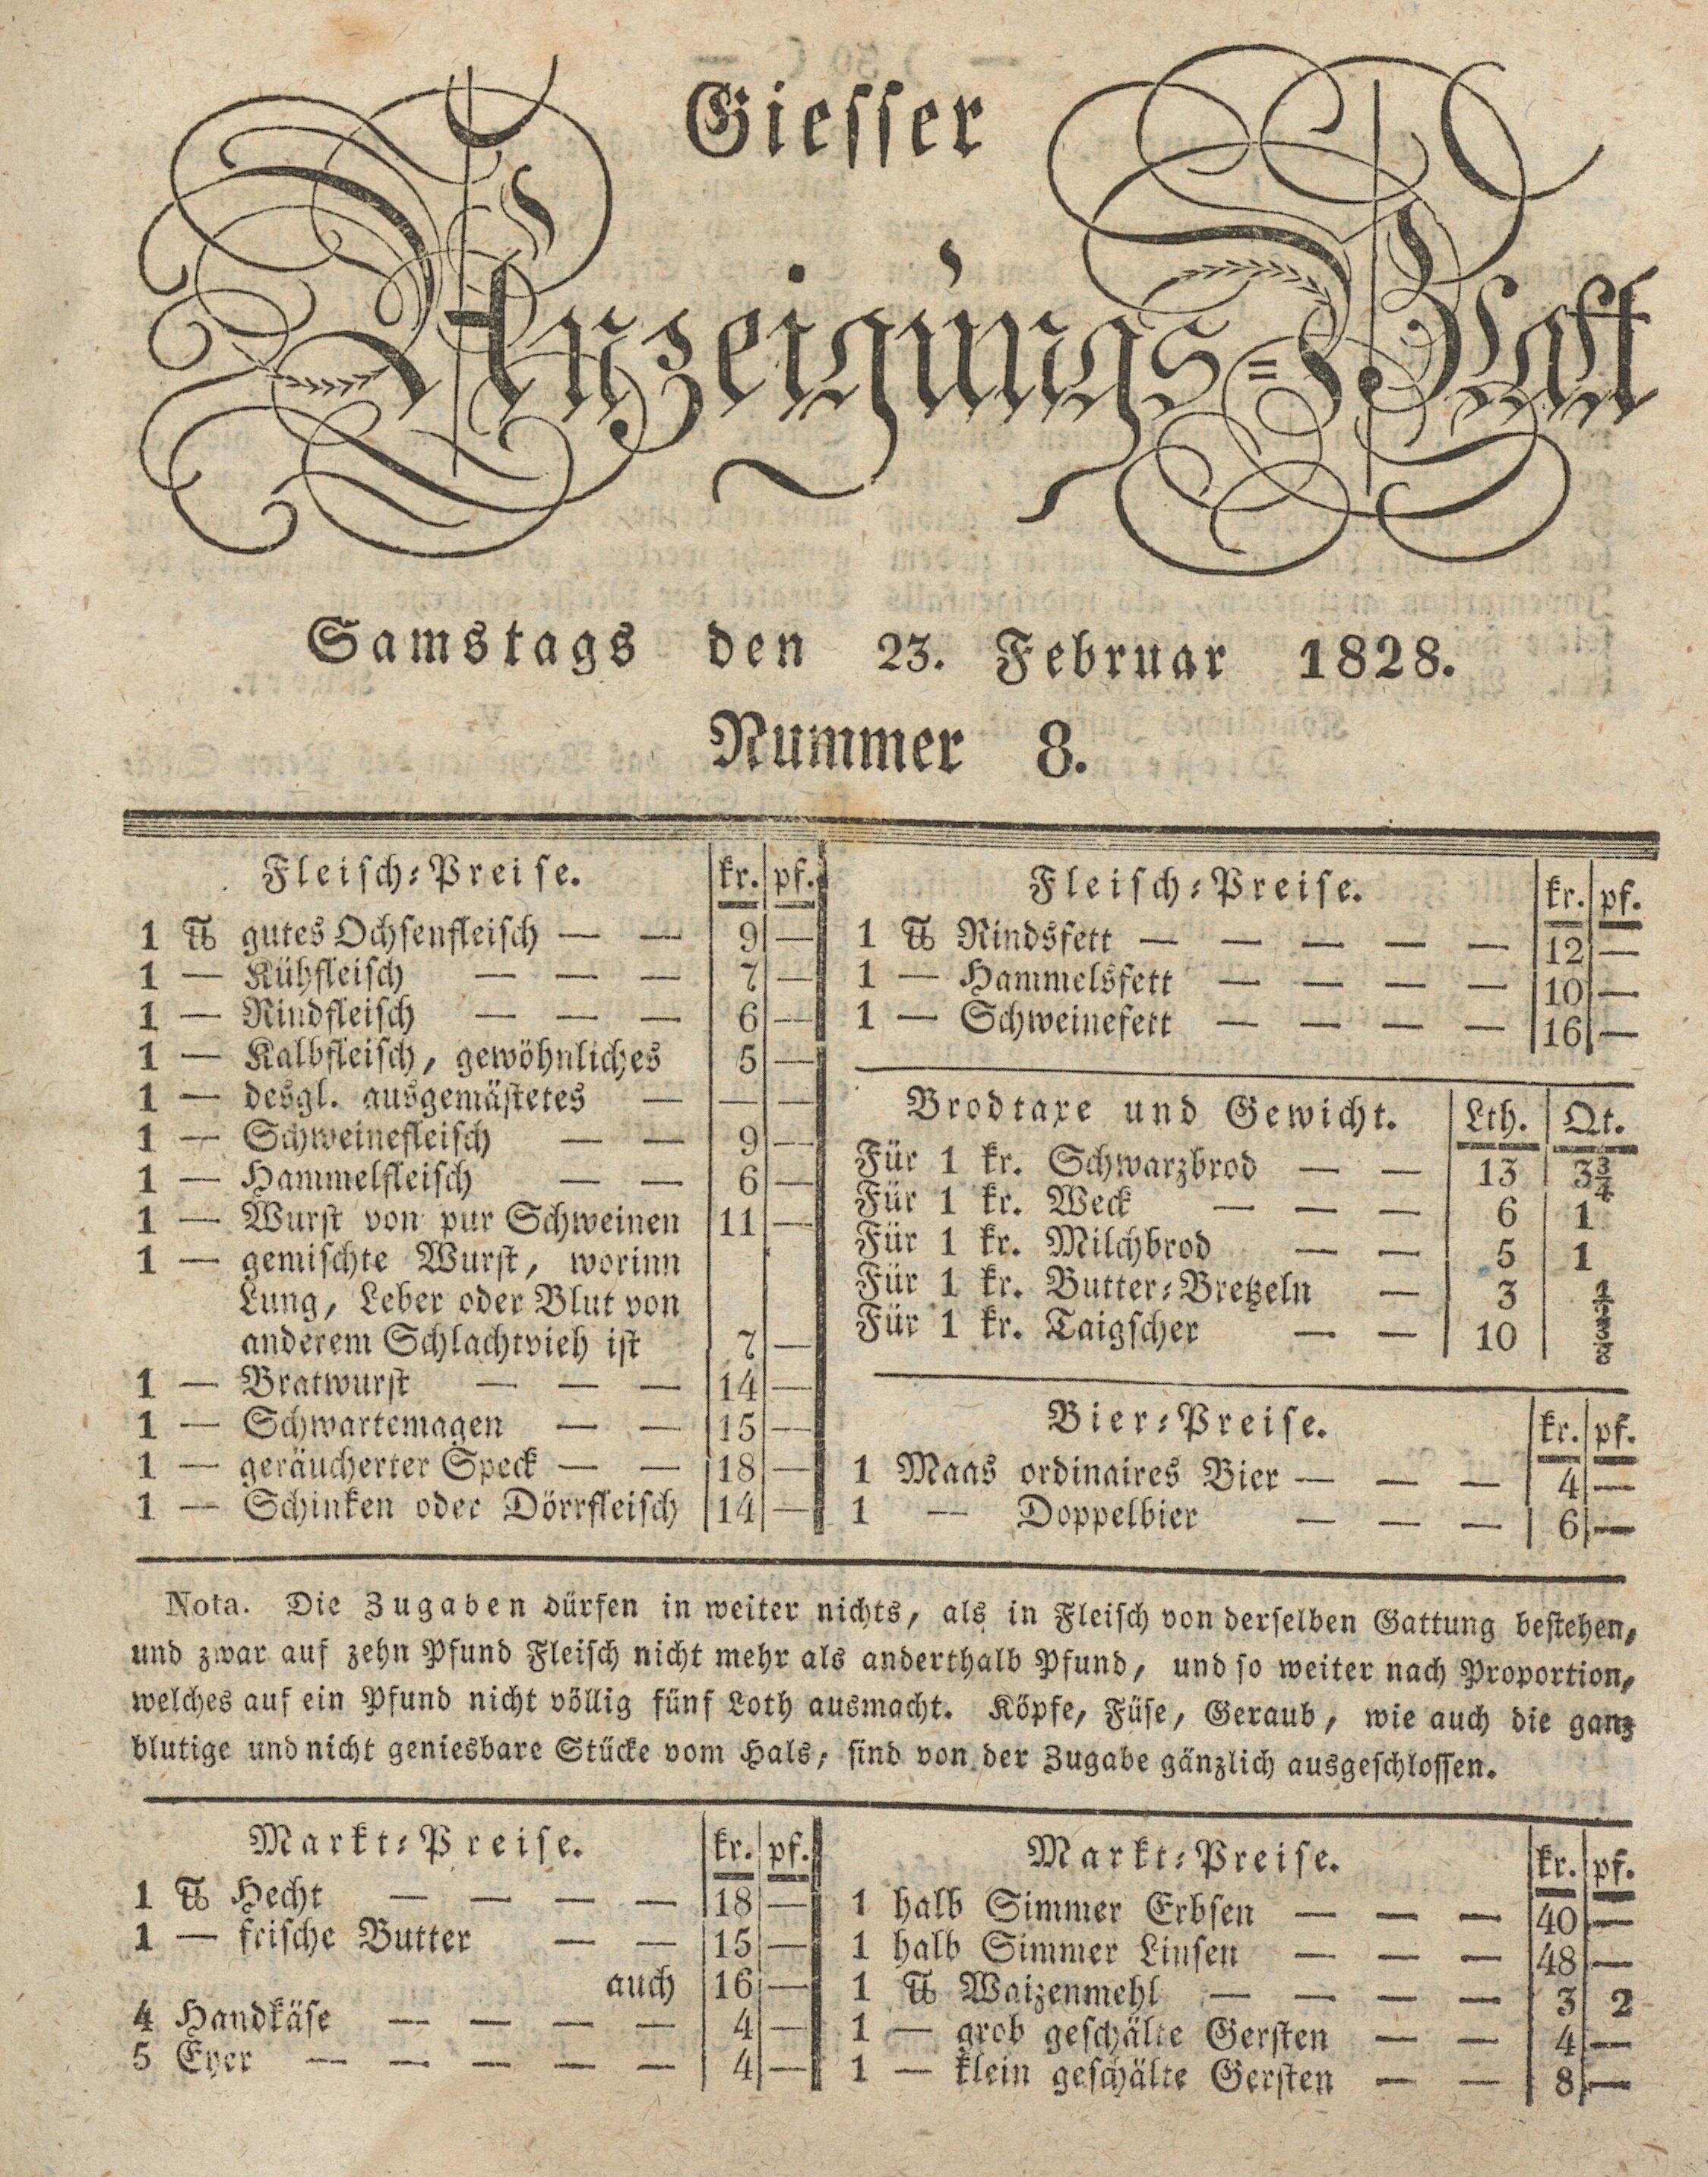 Giesser
Anzeigungs=Blatt
Samstags den 23. Februar 1828.
Nummer 8.
Fleisch=Preise. kr. pf.
1 ℔ gutes Ochsenfleisch — — 9 —
1 — Kühfleisch — — — 7 —
1 — Rindfleisch — — — 6 —
1 — Kalbfleisch, gewöhnliches 5 —
1 — desgl. ausgemästetes — — —
1 — Schweinefleisch — — 9 —
1 — Hammelfleisch — — 6 —
1 — Wurst von pur Schweinen 11 —
1 — gemischte Wurst, worinn
Lung, Leber oder Blut von
anderem Schlachtvieh ist 7 —
1 — Bratwurst — — — 14 —
1 — Schwartemagen — — 15 —
1 — geräucherter Speck — — 18 —
1 — Schinken oder Dörrfleisch 14 —
Fleisch=Preise. kr. pf.
1 ℔ Rindsfett — — — — — 12 —
1 — Hammelsfett — — — — 10 —
1 — Schweinefett — — — — 16 —
Brodtaxe und Gewicht. Lth. Qt.
Für 1 kr. Schwarzbrod — — 13 3¾
Für 1 kr. Weck — — — 6 1
Für 1 kr. Milchbrod — — 5 1
Für 1 kr. Butter=Bretzeln — 3
Für 1 kr. Taigscher — — 10
Bier=Preise. kr. pf.
1 Maas ordinaires Bier — — — 4 —
1 — Doppelbier — — — 6 —
Nota. Die Zugaben dürfen in weiter nichts, als in Fleisch von derselben Gattung bestehen,
und zwar auf zehn Pfund Fleisch nicht mehr als anderthalb Pfund, und so weiter nach Proportion,
welches auf ein Pfund nicht völlig fünf Loth ausmacht. Köpfe, Füse, Geraub, wie auch die ganz
blutige und nicht geniesbare Stücke vom Hals, sind von der Zugabe gänzlich ausgeschlossen.
Markt=Preise. kr. pf.
1 ℔ Hecht — — — — 18 —
1 — frische Butter — — 15 —
auch 16 —
4 Handkäse — — — — 4 —
5 Eyer — — — — — 4 —
Markt=Preise. kr. pf.
1 halb Simmer Erbsen — — — 40 —
1 halb Simmer Linsen — — — 48 —
1 ℔ Waizenmehl — — — — 3 2
1 — grob geschälte Gersten — — 4 —
1 — klein geschälte Gersten — — 8 —